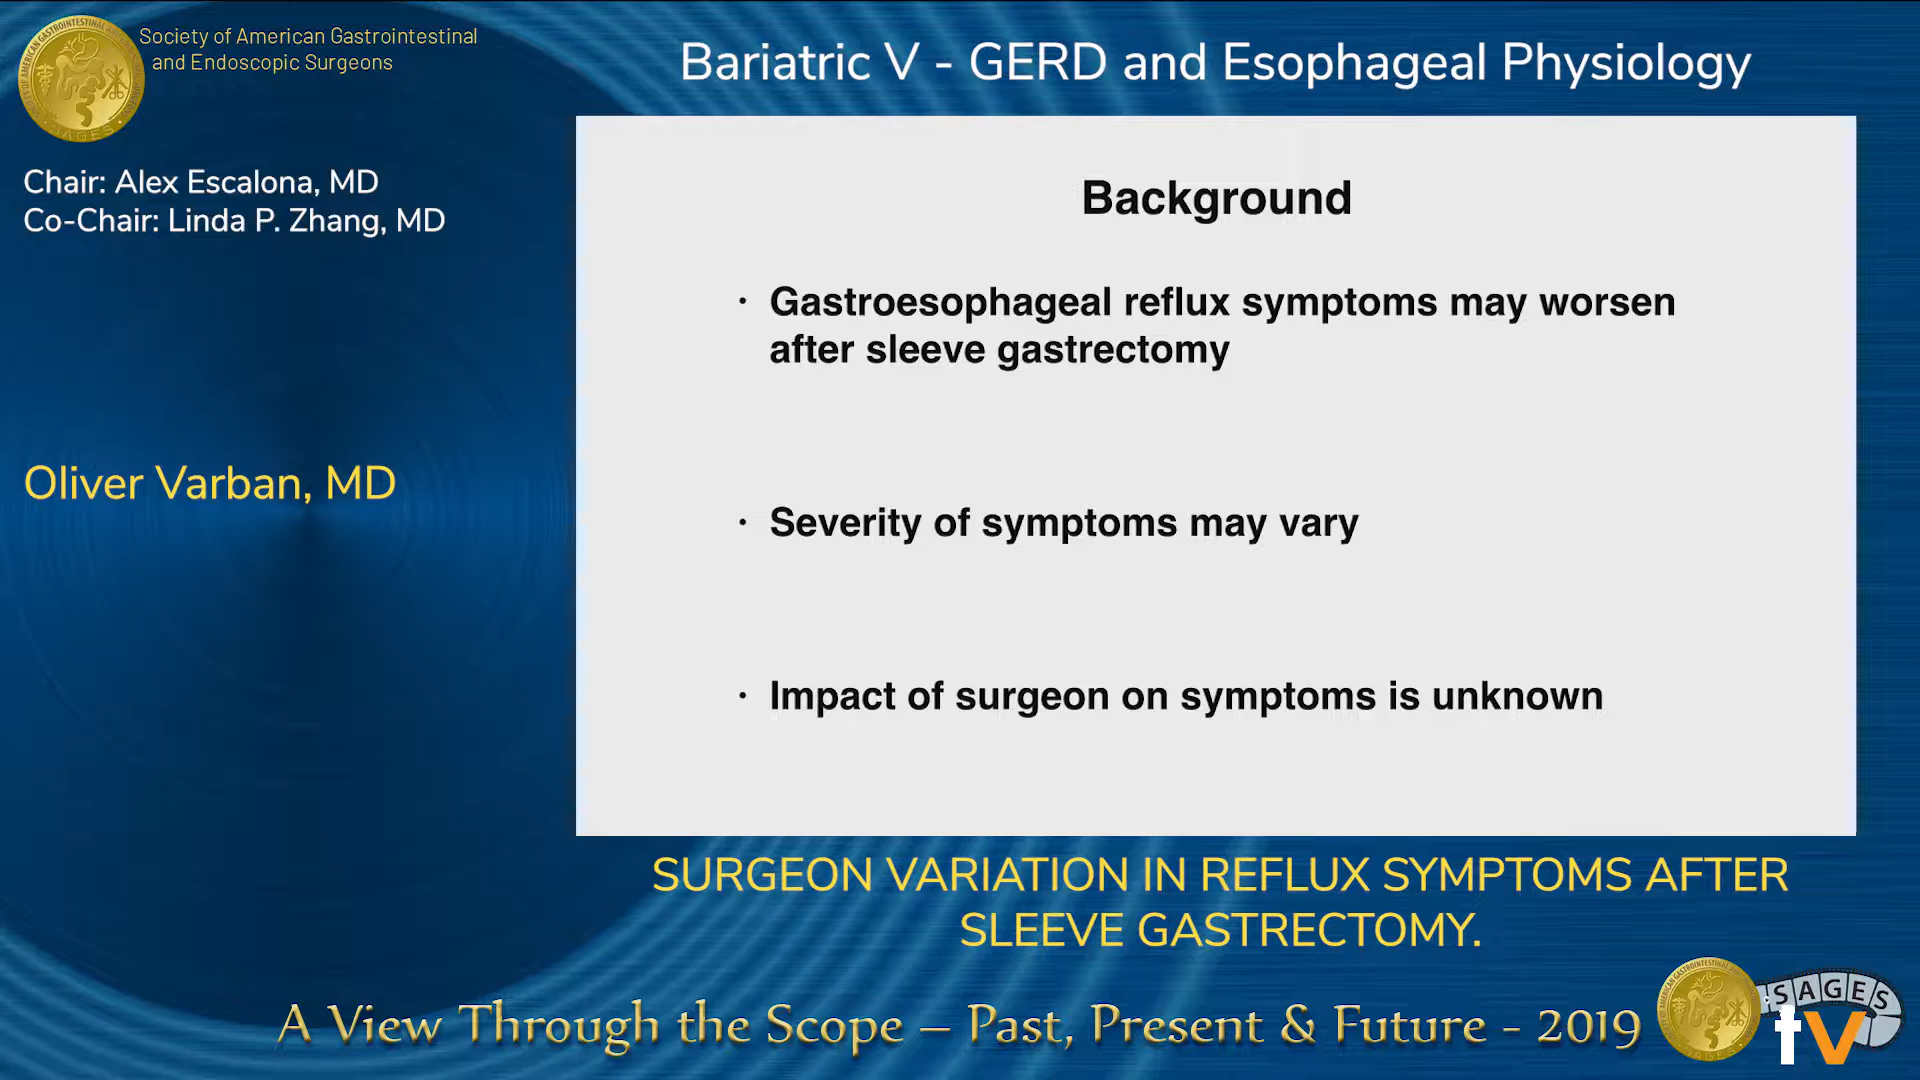 Society of American Gastrointestinal
and Endoscopic Surgeons
Bariatric V - GERD and Esophageal Physiology
Chair: Alex Escalona, MD
Co-Chair: Linda P. Zhang, MD
Oliver Varban, MD
Background
· Gastroesophageal reflux symptoms may worsen
after sleeve gastrectomy
· Severity of symptoms may vary
· Impact of surgeon on symptoms is unknown
SURGEON VARIATION IN REFLUX SYMPTOMS AFTER
SLEEVE GASTRECTOMY.
A View Through the Scope – Past, Present & Future - 2019
SAGES
tv